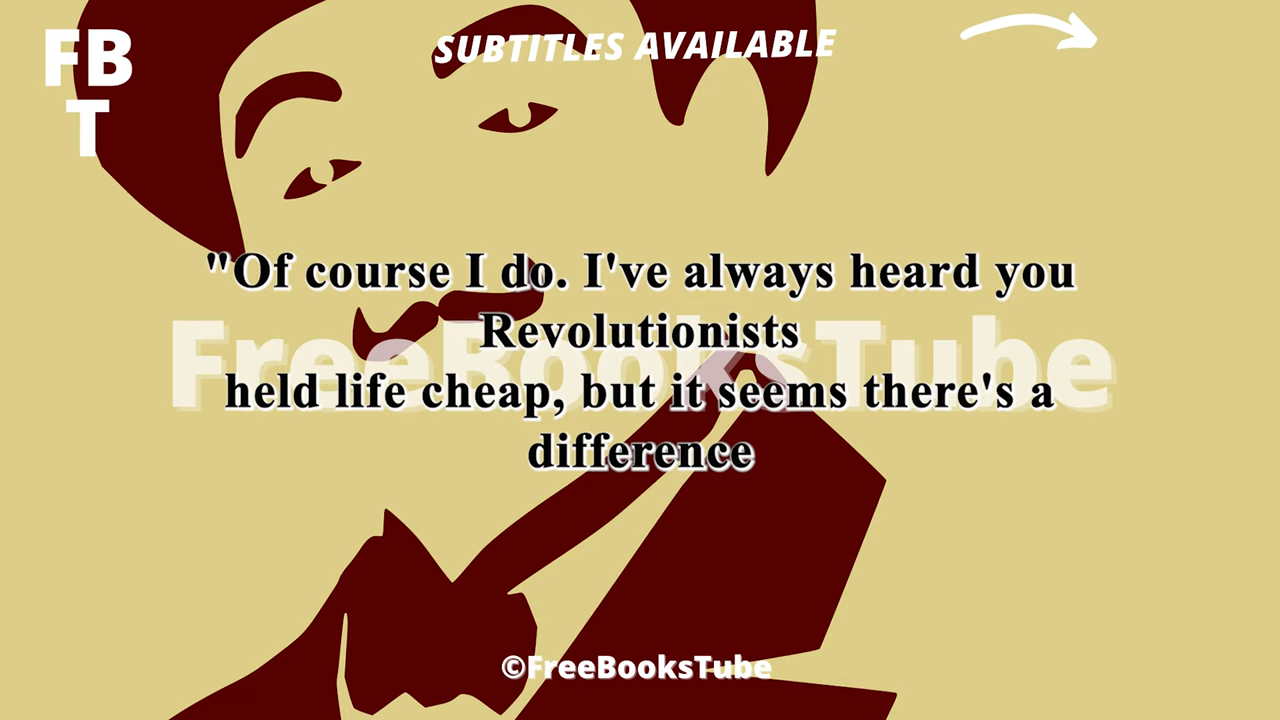 FB
T
SUBTITLES AVAILABLE
"Of course I do. I've always heard you
Revolutionists
FreeBooksTube
held life cheap, but it seems there's a
difference
©FreeBooksTube